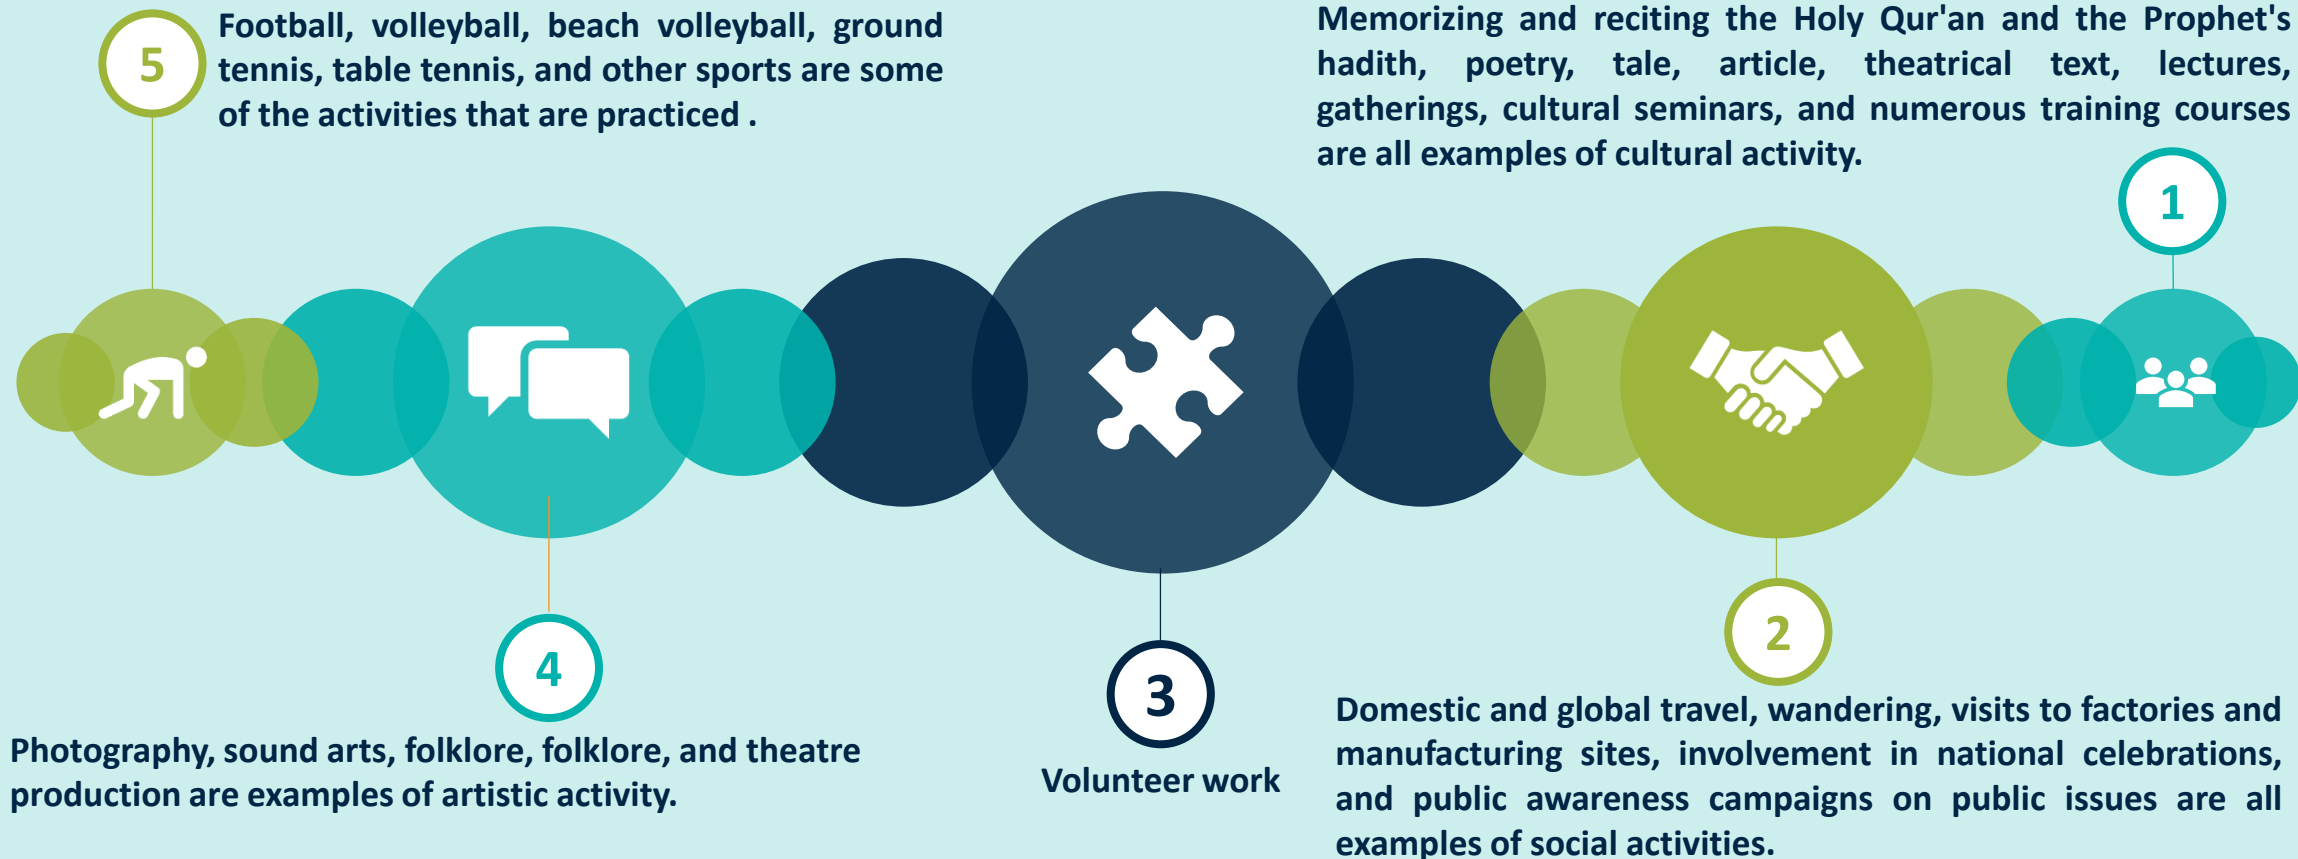 5
Football, volleyball, beach volleyball, ground
tennis, table tennis, and other sports are some
of the activities that are practiced .
Memorizing and reciting the Holy Qur'an and the Prophet's
hadith, poetry, tale, article, theatrical text, lectures,
gatherings, cultural seminars, and numerous training courses
are all examples of cultural activity.
1
2
Domestic and global travel, wandering, visits to factories and
manufacturing sites, involvement in national celebrations,
and public awareness campaigns on public issues are all
examples of social activities.
3
Volunteer work
4
Photography, sound arts, folklore, folklore, and theatre
production are examples of artistic activity.